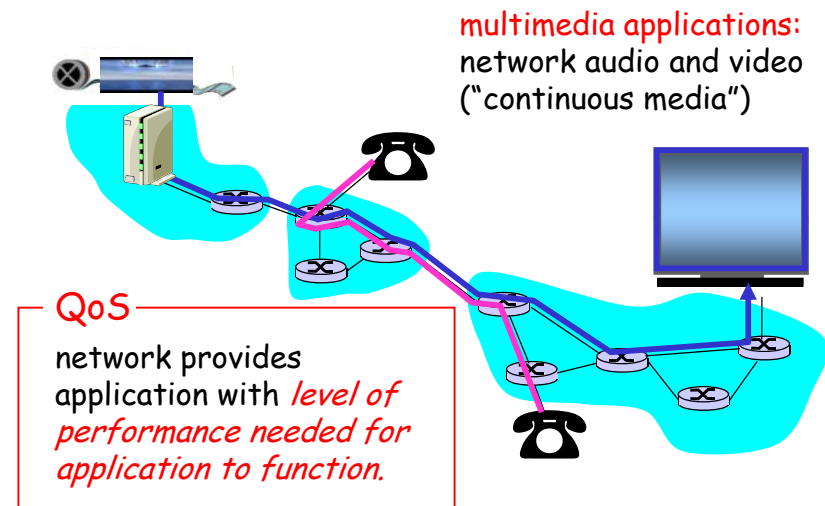 multimedia applications:
network audio and video
(“continuous media”)
QoS
network provides
application with level of
performance needed for
application to function.